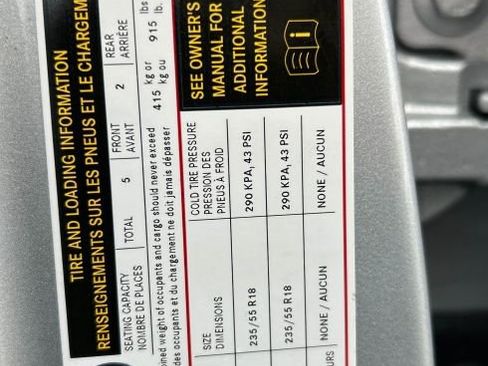 TIRE AND LOADING INFORMATION
RENSEIGNEMENTS SUR LES PNEUS ET LE CHARGEM
SEATING CAPACITY TOTAL 5 FRONT 2 REAR
NOMBRE DE PLACES AVANT ARRIÈRE
ined weight of occupants and cargo should never exceed 415 kg or 915 lbs
des occupants et du chargement ne doit jamais dépasser kg ou lb.
SIZE COLD TIRE PRESSURE
DIMENSIONS PRESSION DES
PNEUS À FROID
235/55 R18 290 KPA, 43 PSI
235/55 R18 290 KPA, 43 PSI
OURS NONE / AUCUN NONE / AUCUN
SEE OWNER'S
MANUAL FOR
ADDITIONAL
INFORMATION